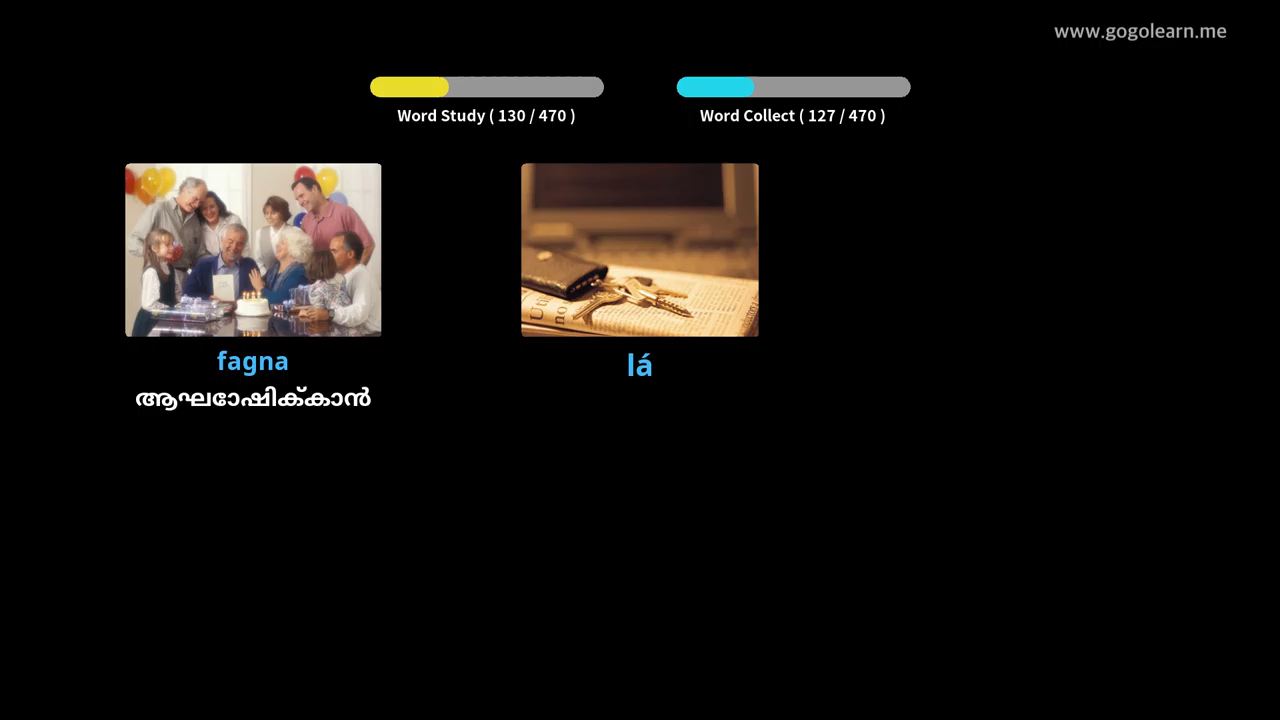 www.gogolearn.me
Word Study ( 130 / 470 )
Word Collect ( 127 / 470 )
fagna
ആഘോഷിക്കാൻ
lá